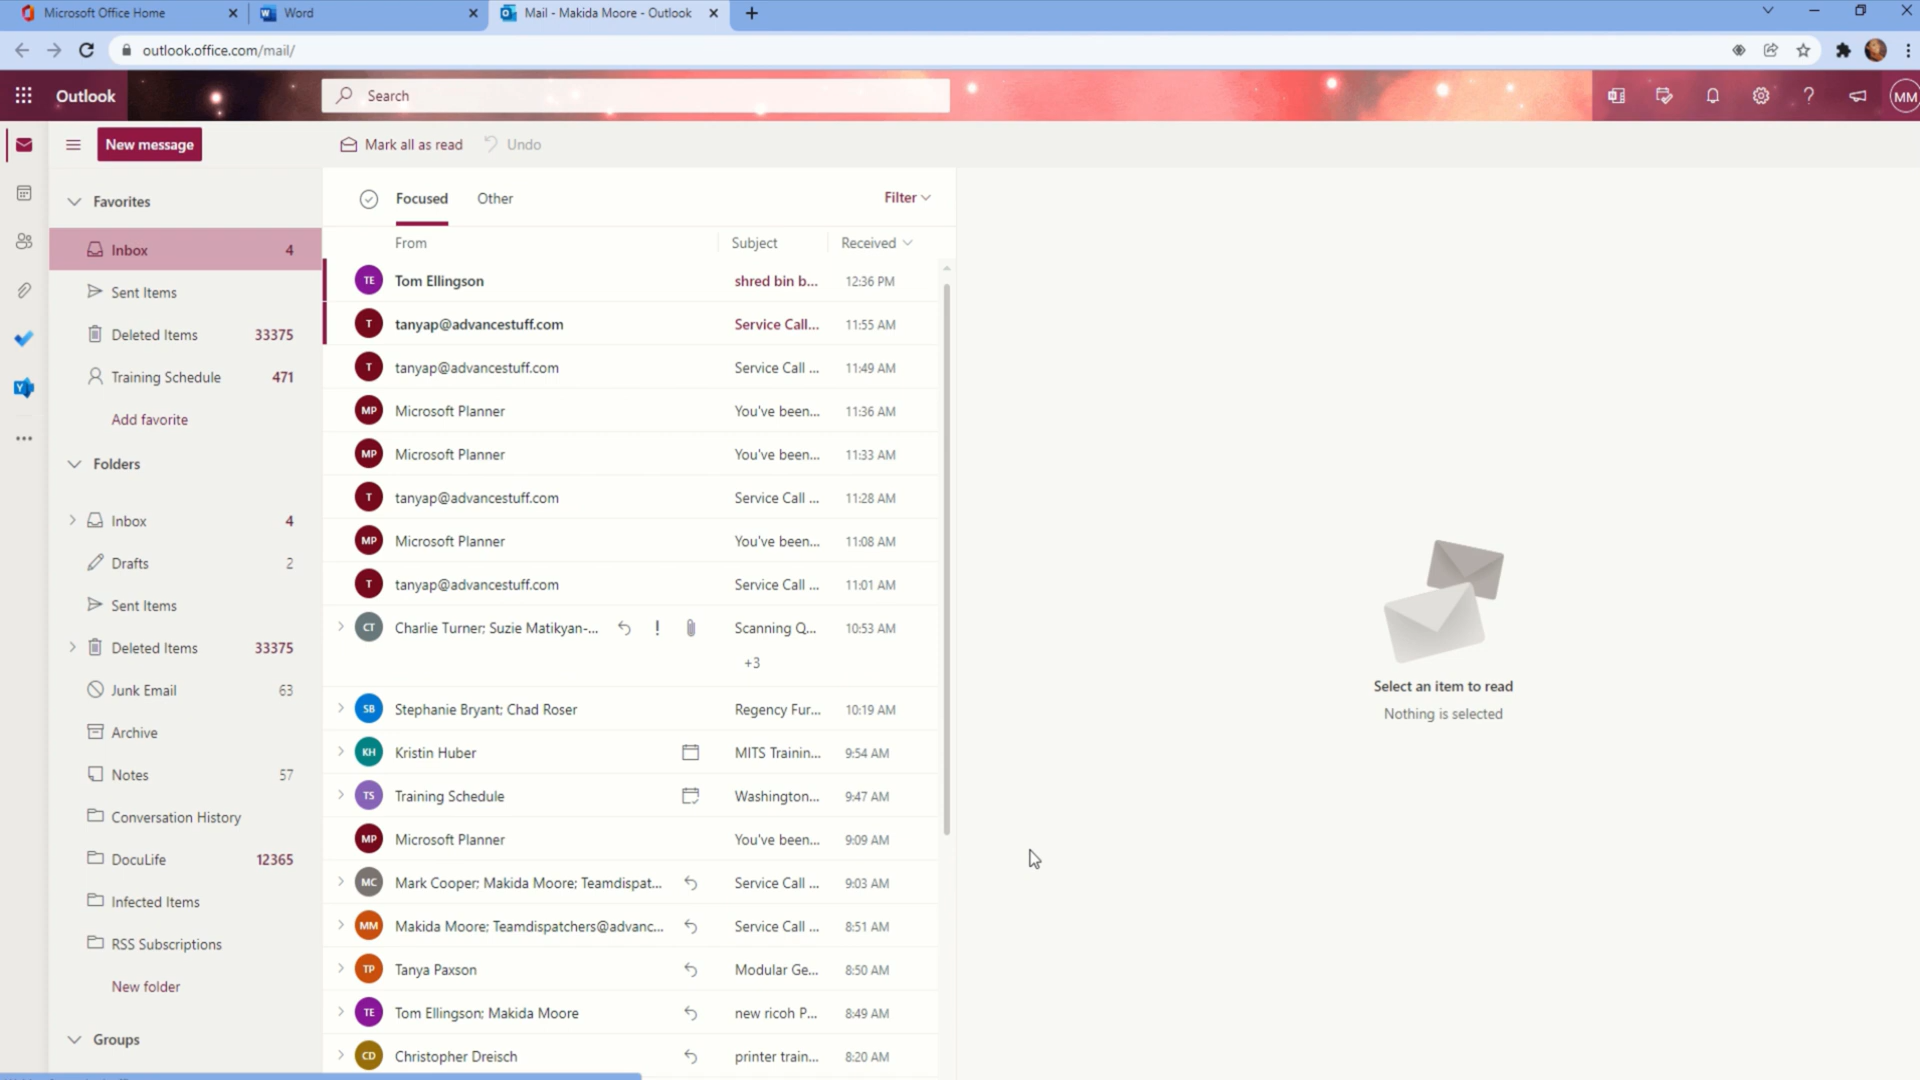 Microsoft Office Home
Word
Mail - Makida Moore - Outlook
outlook.office.com/mail/
Outlook
Search
MM
New message
Mark all as read
Undo
Favorites
Inbox 4
Sent Items
Deleted Items 33375
Training Schedule 471
Add favorite
Folders
Inbox 4
Drafts 2
Sent Items
Deleted Items 33375
Junk Email 63
Archive
Notes 57
Conversation History
DocuLife 12365
Infected Items
RSS Subscriptions
New folder
Groups
Focused Other Filter
From Subject Received
TE Tom Ellingson shred bin b... 12:36 PM
T tanyap@advancestuff.com Service Call... 11:55 AM
T tanyap@advancestuff.com Service Call ... 11:49 AM
MP Microsoft Planner You've been... 11:36 AM
MP Microsoft Planner You've been... 11:33 AM
T tanyap@advancestuff.com Service Call ... 11:28 AM
MP Microsoft Planner You've been... 11:08 AM
T tanyap@advancestuff.com Service Call ... 11:01 AM
CT Charlie Turner; Suzie Matikyan-... ! Scanning Q... 10:53 AM
+3
SB Stephanie Bryant; Chad Roser Regency Fur... 10:19 AM
KH Kristin Huber MITS Trainin... 9:54 AM
TS Training Schedule Washington... 9:47 AM
MP Microsoft Planner You've been... 9:09 AM
MC Mark Cooper; Makida Moore; Teamdispat... Service Call ... 9:03 AM
MM Makida Moore; Teamdispatchers@advanc... Service Call ... 8:51 AM
TP Tanya Paxson Modular Ge... 8:50 AM
TE Tom Ellingson; Makida Moore new ricoh P... 8:49 AM
CD Christopher Dreisch printer train... 8:20 AM
Select an item to read
Nothing is selected